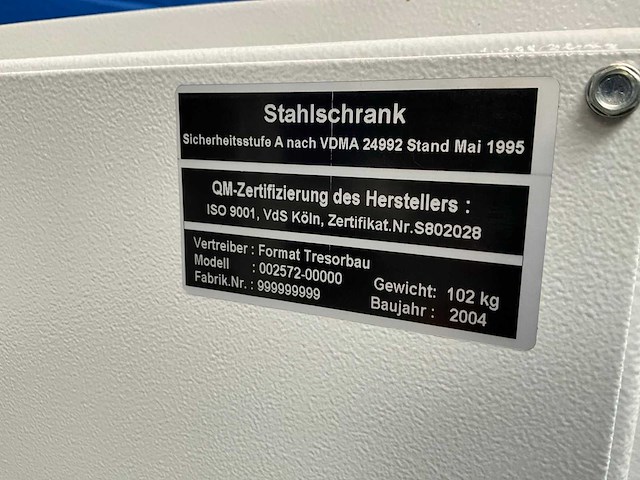 Stahlschrank
Sicherheitsstufe A nach VDMA 24992 Stand Mai 1995
QM-Zertifizierung des Herstellers :
ISO 9001, VdS Köln, Zertifikat.Nr.S802028
Vertreiber : Format Tresorbau
Modell : 002572-00000
Fabrik.Nr. : 999999999
Gewicht: 102 kg
Baujahr : 2004